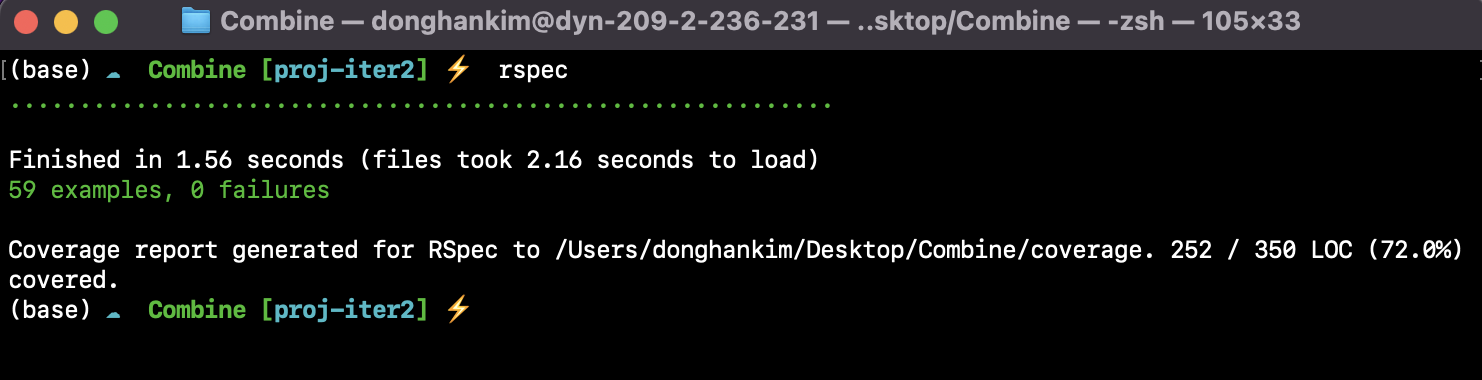 Combine — donghankim@dyn-209-2-236-231 — ..sktop/Combine — -zsh — 105×33
[(base) ☁  Combine [proj-iter2] ⚡  rspec ]
...........................................................
Finished in 1.56 seconds (files took 2.16 seconds to load)
59 examples, 0 failures
Coverage report generated for RSpec to /Users/donghankim/Desktop/Combine/coverage. 252 / 350 LOC (72.0%)
covered.
(base) ☁  Combine [proj-iter2] ⚡